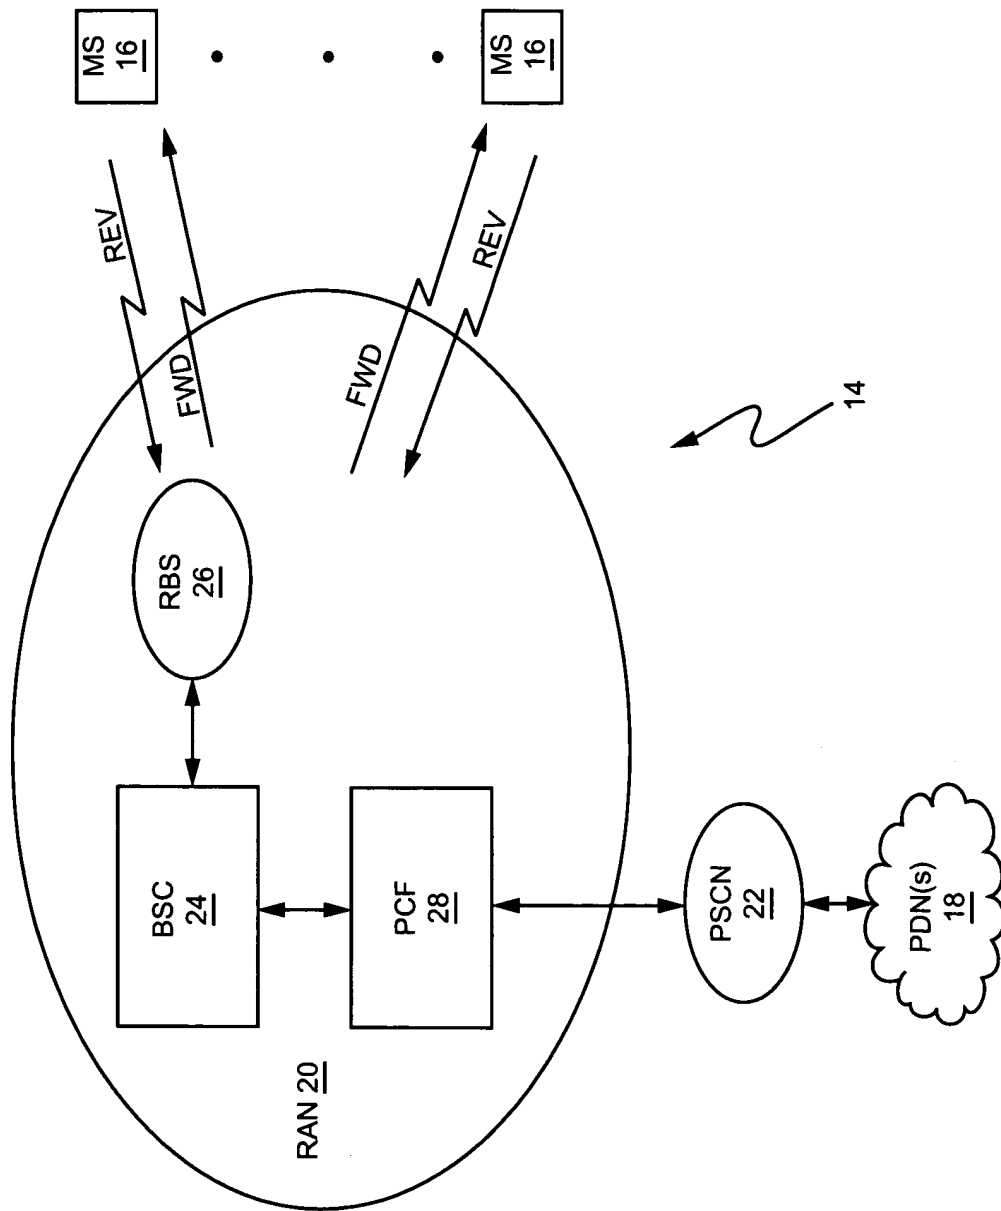 MS
16
MS
16
REV
FWD
FWD
REV
RBS
26
14
BSC
24
PCF
28
PSCN
22
PDN(s)
18
RAN 20